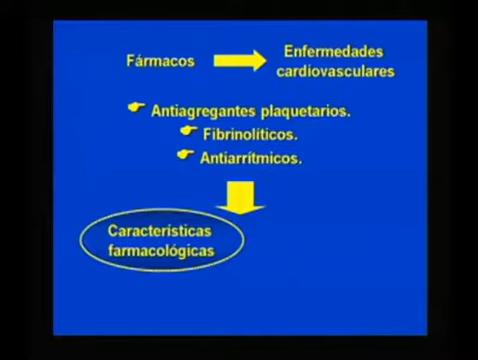 Fármacos
Enfermedades
cardiovasculares
Antiagregantes plaquetarios.
Fibrinolíticos.
Antiarrítmicos.
Características
farmacológicas